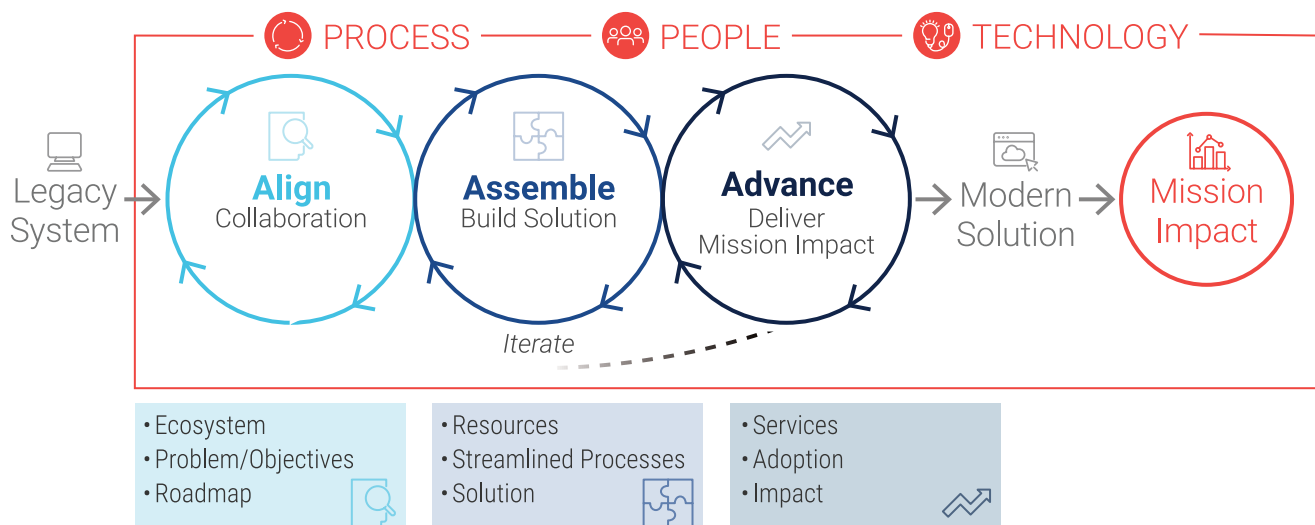 PROCESS
PEOPLE
TECHNOLOGY
Legacy
System
Align
Collaboration
Assemble
Build Solution
Advance
Deliver
Mission Impact
Modern
Solution
Mission
Impact
Iterate
• Ecosystem
• Problem/Objectives
• Roadmap
• Resources
• Streamlined Processes
• Solution
• Services
• Adoption
• Impact